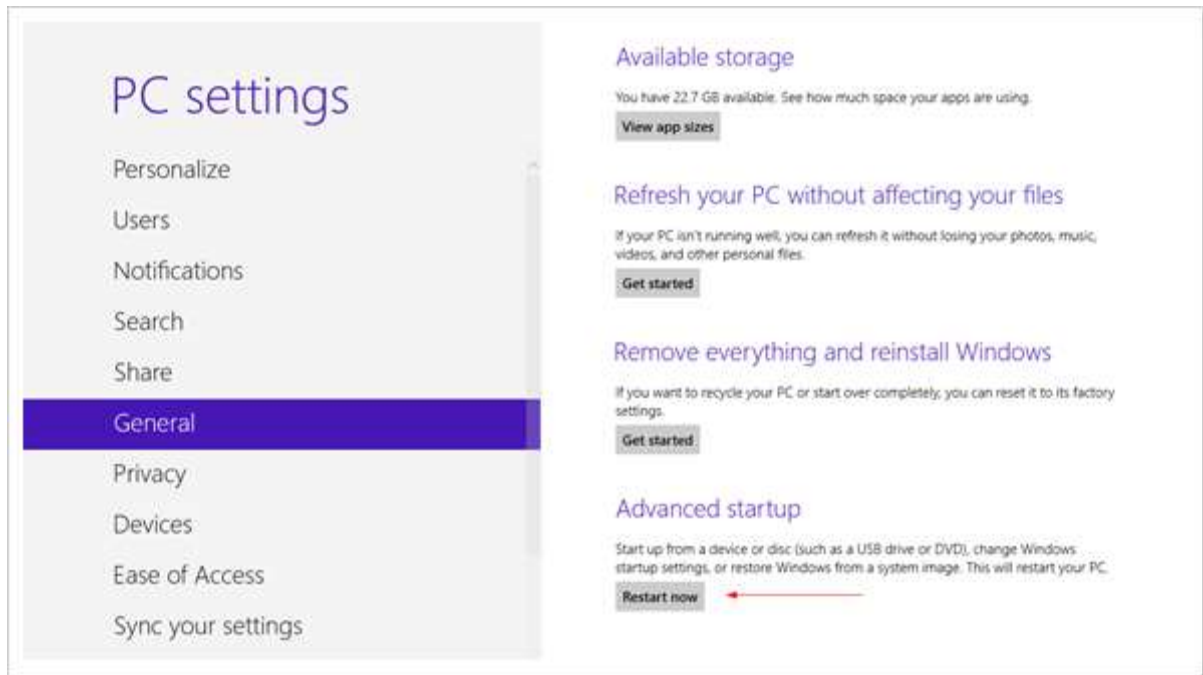 PC settings
Personalize
Users
Notifications
Search
Share
General
Privacy
Devices
Ease of Access
Sync your settings
Available storage
You have 22.7 GB available. See how much space your apps are using.
View app sizes
Refresh your PC without affecting your files
If your PC isn't running well, you can refresh it without losing your photos, music,
videos, and other personal files.
Get started
Remove everything and reinstall Windows
If you want to recycle your PC or start over completely, you can reset it to its factory
settings.
Get started
Advanced startup
Start up from a device or disc (such as a USB drive or DVD), change Windows
startup settings, or restore Windows from a system image. This will restart your PC.
Restart now